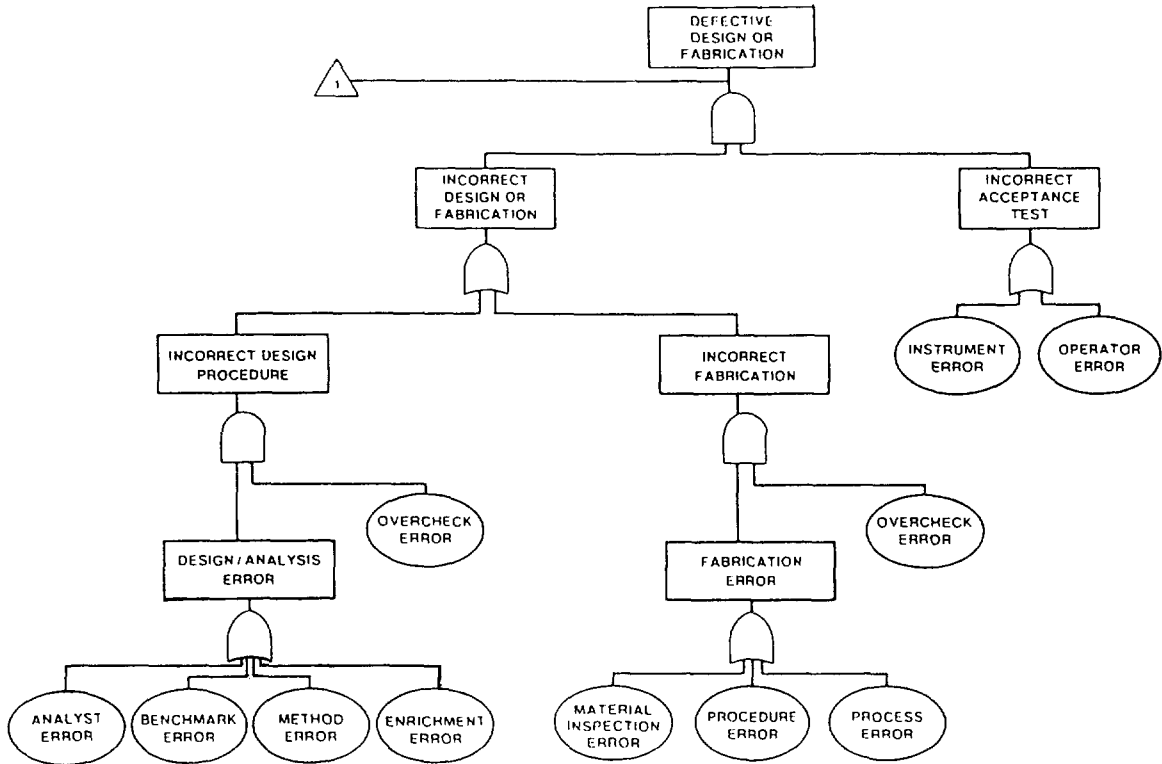 DEFECTIVE
DESIGN OR
FABRICATION
1
INCORRECT
DESIGN OR
FABRICATION
INCORRECT
ACCEPTANCE
TEST
INCORRECT DESIGN
PROCEDURE
INCORRECT
FABRICATION
INSTRUMENT
ERROR
OPERATOR
ERROR
OVERCHECK
ERROR
OVERCHECK
ERROR
DESIGN/ANALYSIS
ERROR
FABRICATION
ERROR
ANALYST
ERROR
BENCHMARK
ERROR
METHOD
ERROR
ENRICHMENT
ERROR
MATERIAL
INSPECTION
ERROR
PROCEDURE
ERROR
PROCESS
ERROR